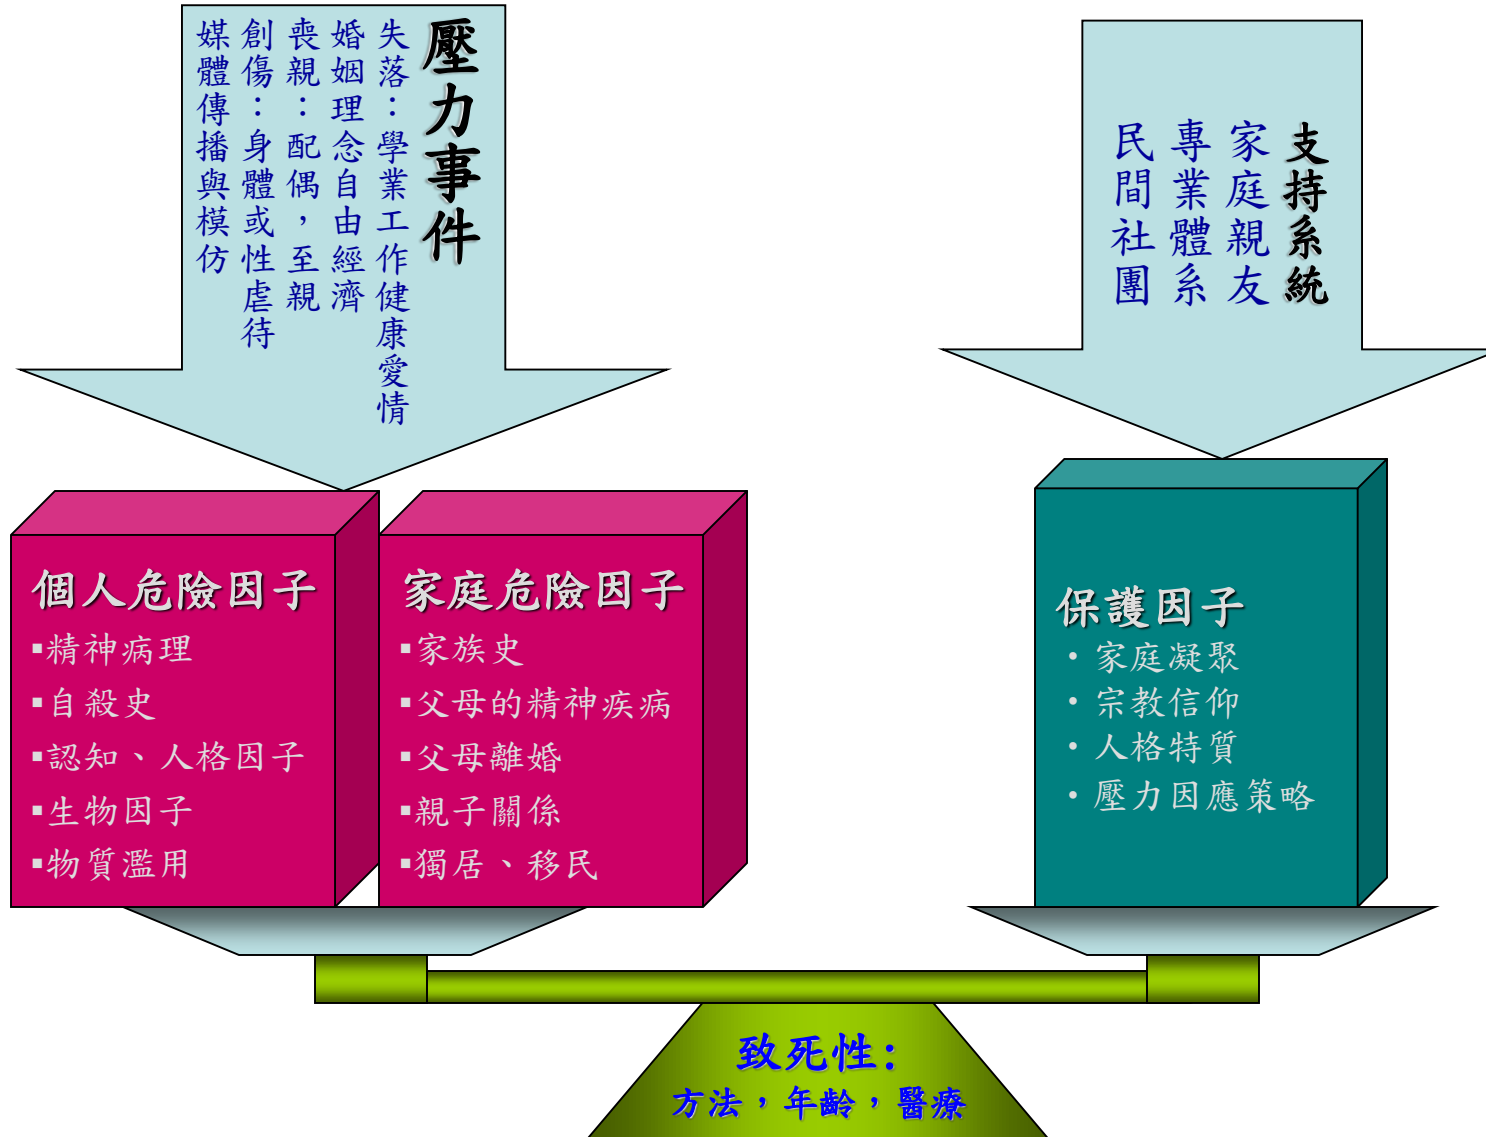 壓力事件
失落：學業工作健康愛情
婚姻理念自由經濟
喪親：配偶，至親
創傷：身體或性虐待
媒體傳播與模仿
支持系統
家庭親友
專業體系
民間社團
個人危險因子
▪精神病理
▪自殺史
▪認知、人格因子
▪生物因子
▪物質濫用
家庭危險因子
▪家族史
▪父母的精神疾病
▪父母離婚
▪親子關係
▪獨居、移民
保護因子
・家庭凝聚
・宗教信仰
・人格特質
・壓力因應策略
致死性:
方法，年齡，醫療